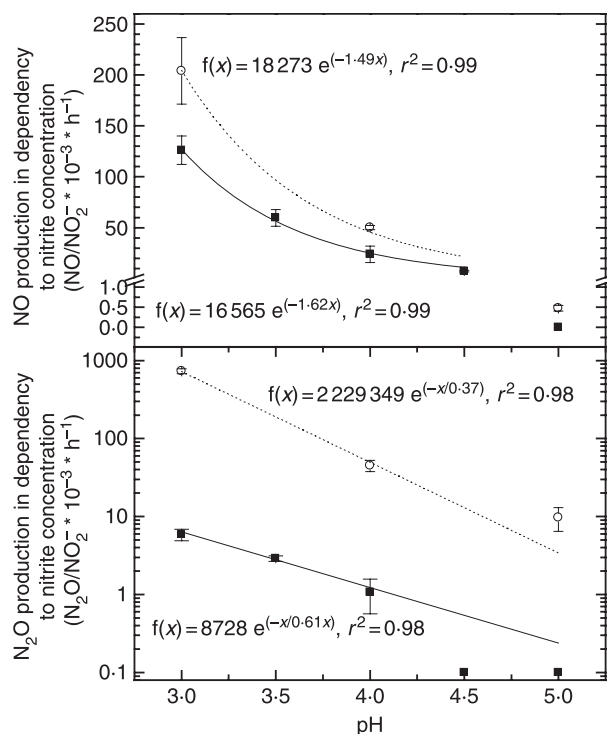 NO production in dependency
to nitrite concentration
(NO/NO₂⁻ * 10⁻³ * h⁻¹)
250
200
150
100
50
1·0
0·5
0·0
f(x) = 18 273 e^(−1·49x), r² = 0·99
f(x) = 16 565 e^(−1·62x), r² = 0·99
N₂O production in dependency
to nitrite concentration
(N₂O/NO₂⁻ * 10⁻³ * h⁻¹)
1000
100
10
1
0·1
f(x) = 2 229 349 e^(−x/0·37), r² = 0·98
f(x) = 8728 e^(−x/0·61x), r² = 0·98
3·0 3·5 4·0 4·5 5·0
pH